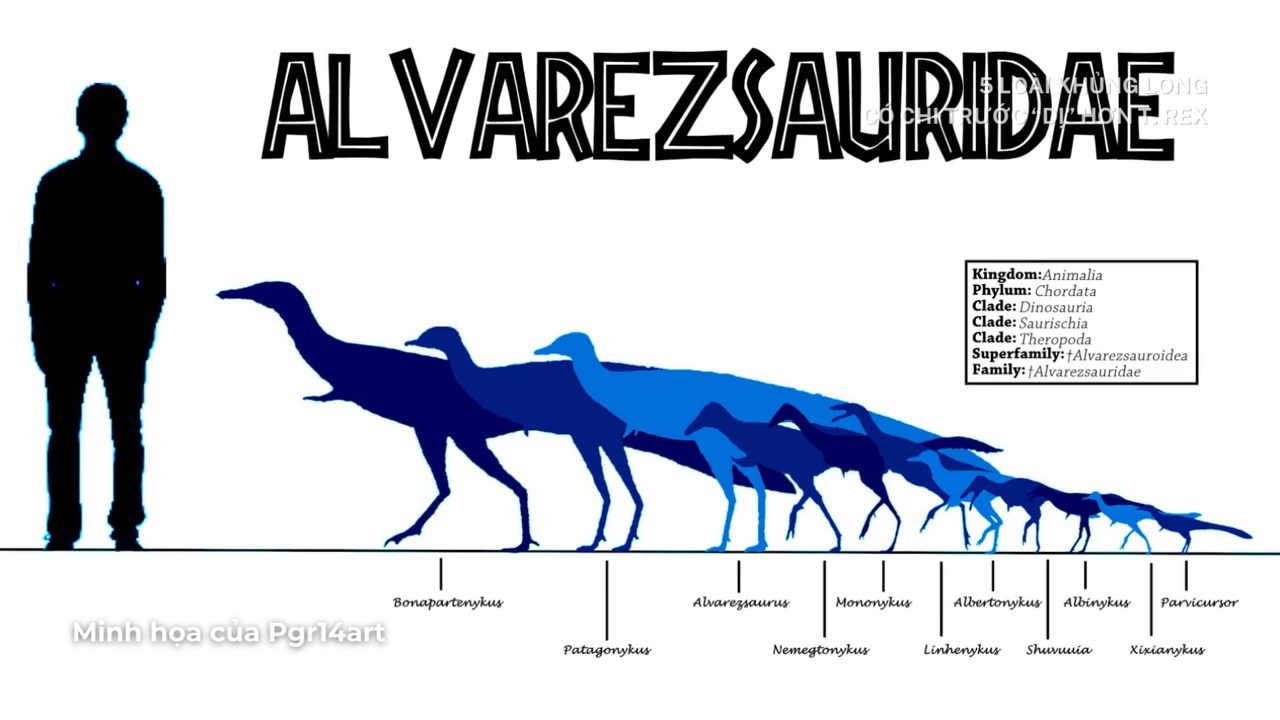 ALVAREZSAURIDAE
5 LOÀI KHỦNG LONG
CÓ CHI TRƯỚC "DỊ" HƠN T. REX
Kingdom:Animalia
Phylum: Chordata
Clade: Dinosauria
Clade: Saurischia
Clade: Theropoda
Superfamily:†Alvarezsauroidea
Family: †Alvarezsauridae
Bonapartenykus Alvarezsaurus Mononykus Albertonykus Albinykus Parvicursor
Patagonykus Nemegtonykus Linhenykus Shuvuuia Xixianykus
Minh họa của Pgr14art